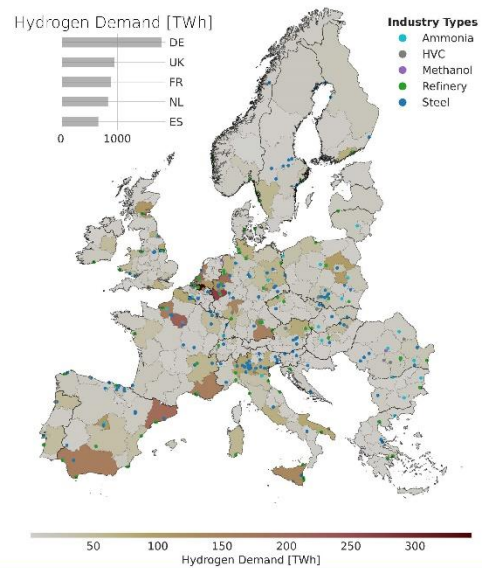 Hydrogen Demand [TWh]
DE
UK
FR
NL
ES
0 1000
Industry Types
Ammonia
HVC
Methanol
Refinery
Steel
50 100 150 200 250 300
Hydrogen Demand [TWh]